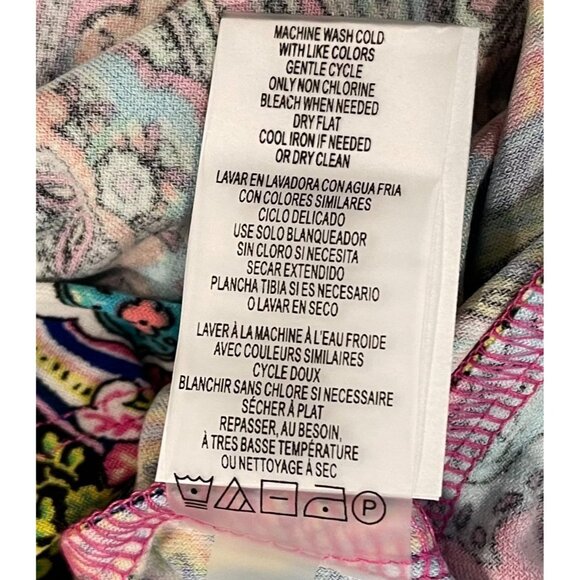 MACHINE WASH COLD
WITH LIKE COLORS
GENTLE CYCLE
ONLY NON CHLORINE
BLEACH WHEN NEEDED
DRY FLAT
COOL IRON IF NEEDED
OR DRY CLEAN
LAVAR EN LAVADORA CON AGUA FRIA
CON COLORES SIMILARES
CICLO DELICADO
USE SOLO BLANQUEADOR
SIN CLORO SI NECESITA
SECAR EXTENDIDO
PLANCHA TIBIA SI ES NECESARIO
O LAVAR EN SECO
LAVER À LA MACHINE À L'EAU FROIDE
AVEC COULEURS SIMILAIRES
CYCLE DOUX
BLANCHIR SANS CHLORE SI NECESSAIRE
SÉCHER À PLAT
REPASSER, AU BESOIN,
À TRES BASSE TEMPÉRATURE
OU NETTOYAGE À SEC
P